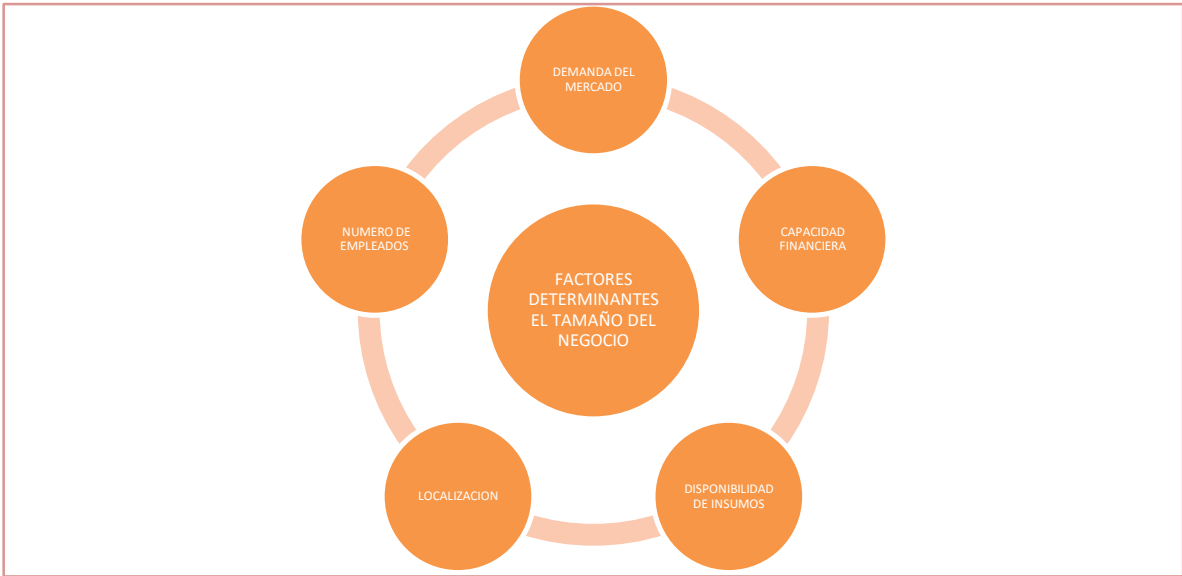 DEMANDA DEL
MERCADO
CAPACIDAD
FINANCIERA
DISPONIBILIDAD
DE INSUMOS
LOCALIZACION
NUMERO DE
EMPLEADOS
FACTORES
DETERMINANTES
EL TAMAÑO DEL
NEGOCIO